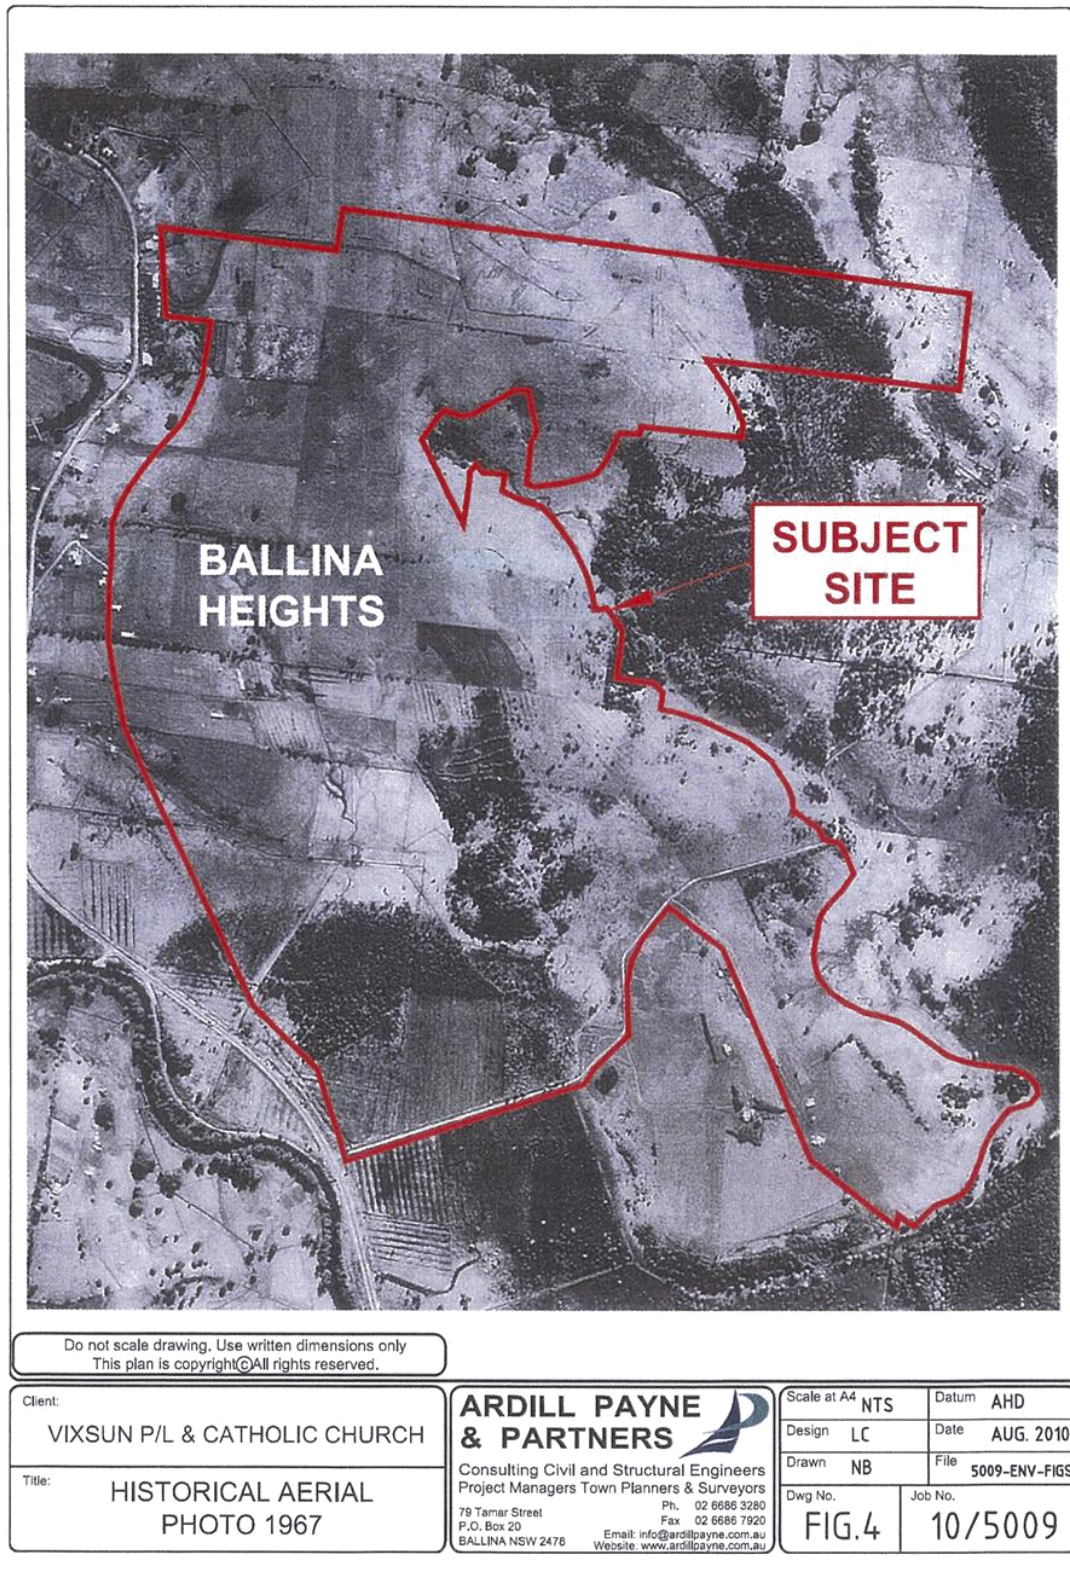 BALLINA
HEIGHTS
SUBJECT
SITE
Do not scale drawing. Use written dimensions only
This plan is copyright©All rights reserved.
Client:
VIXSUN P/L & CATHOLIC CHURCH
Title:
HISTORICAL AERIAL
PHOTO 1967
ARDILL PAYNE
& PARTNERS
Consulting Civil and Structural Engineers
Project Managers Town Planners & Surveyors
79 Tamar Street
P.O. Box 20
BALLINA NSW 2478
Ph. 02 6686 3280
Fax 02 6686 7920
Email: info@ardillpayne.com.au
Website: www.ardillpayne.com.au
Scale at A4 NTS
Datum AHD
Design LC
Date AUG. 2010
Drawn NB
File 5009-ENV-FIGS
Dwg No.
FIG.4
Job No.
10/5009